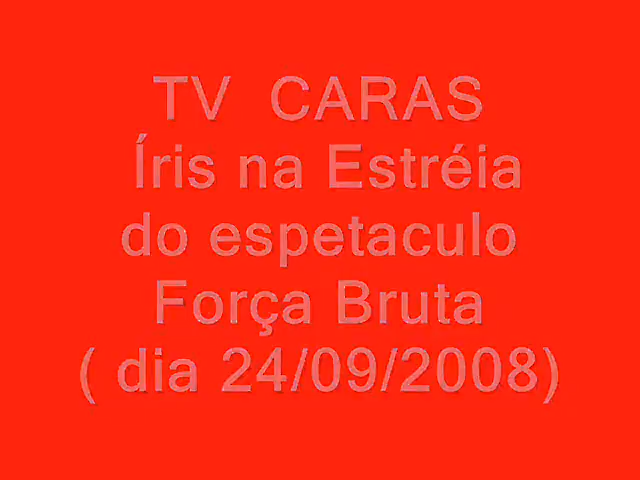 TV CARAS
Íris na Estréia
do espetaculo
Força Bruta
( dia 24/09/2008)